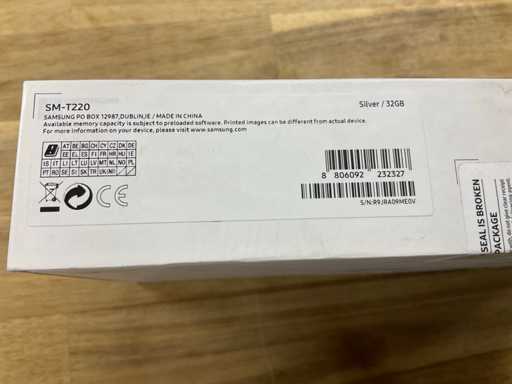 SM-T220
Silver / 32GB
SAMSUNG PO BOX 12987,DUBLIN,IE / MADE IN CHINA
Available memory capacity is subject to preloaded software. Printed images can be different from actual device.
For more information on your device, please visit www.samsung.com
AT BE BG CH CY CZ DK DE
EE EL ES FI FR HR HU IE
IS IT LI LT LU LV MT NL NO PL
PT RO SE SI SK TR UK(NI)
CE
8 806092 232327
S/N:R9JRA09ME0V
SEAL IS BROKEN
PACKAGE